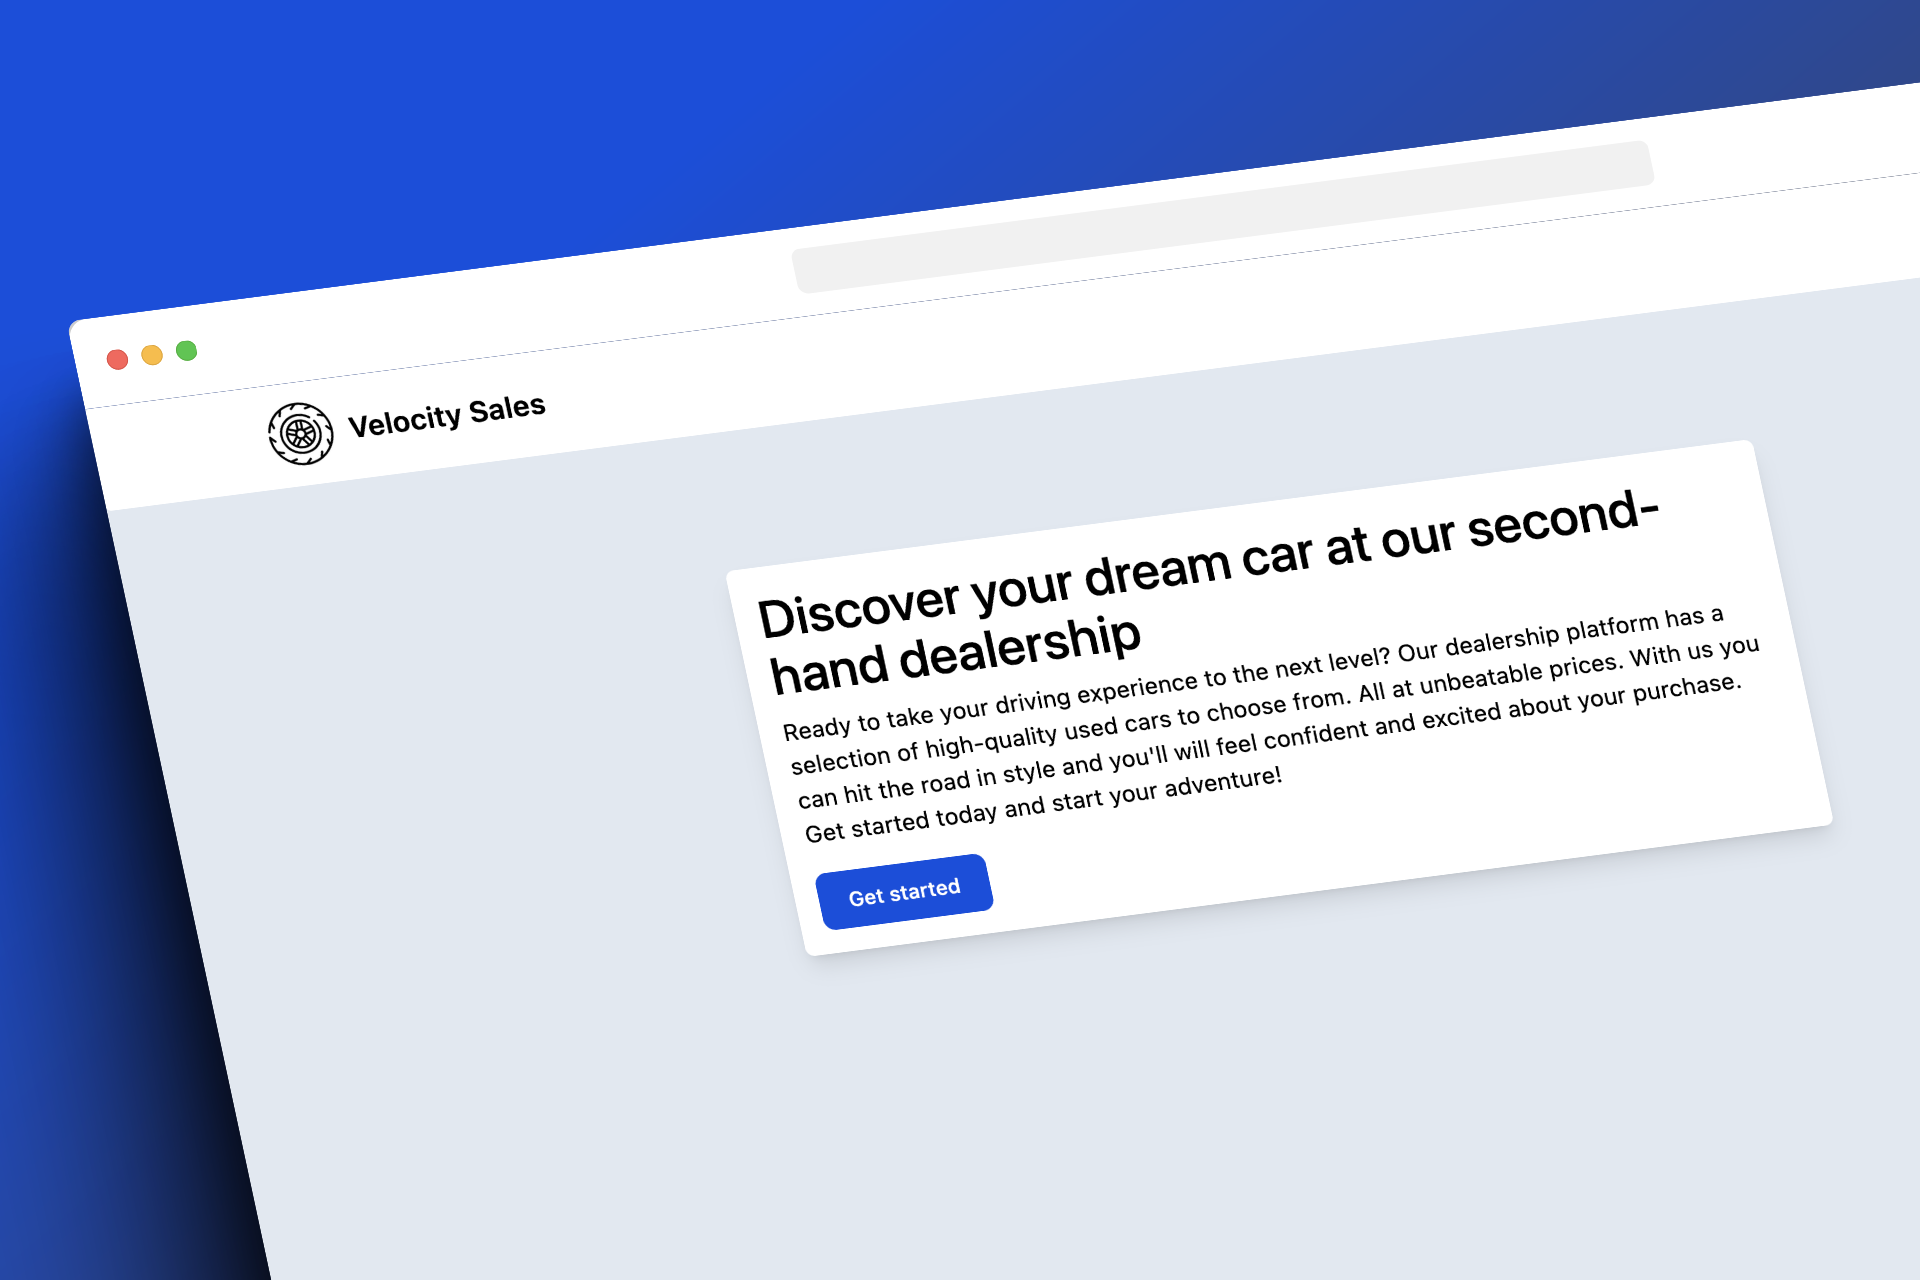 Velocity Sales
Discover your dream car at our second-
hand dealership
Ready to take your driving experience to the next level? Our dealership platform has a
selection of high-quality used cars to choose from. All at unbeatable prices. With us you
can hit the road in style and you'll will feel confident and excited about your purchase.
Get started today and start your adventure!
Get started